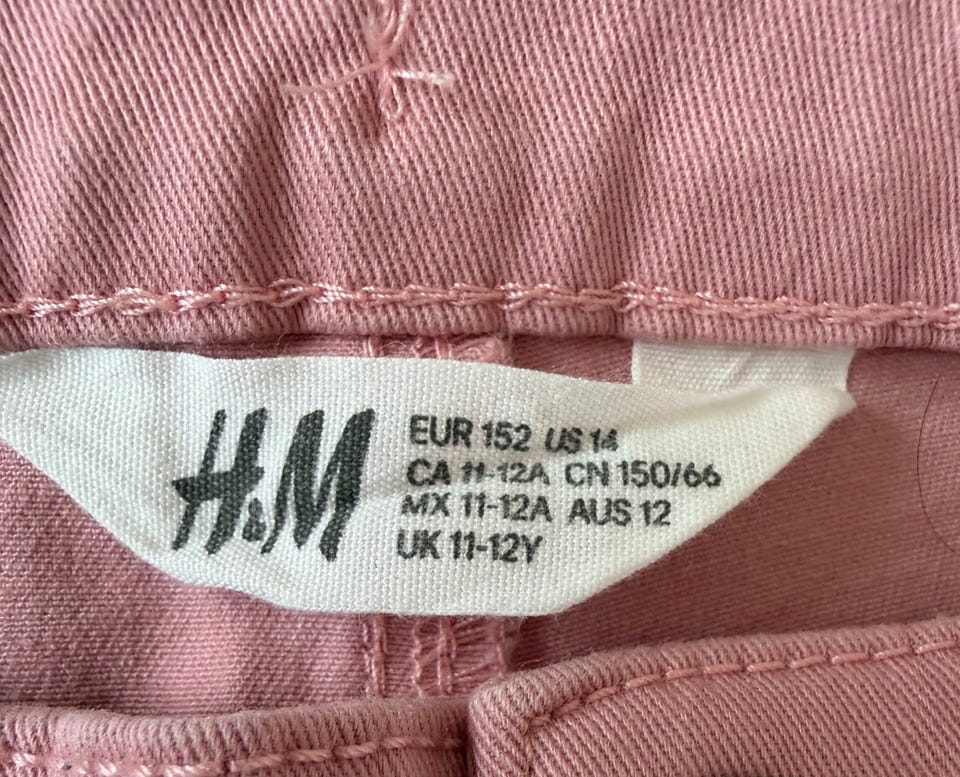 H&M
EUR 152 US 14
CA 11-12A CN 150/66
MX 11-12A AUS 12
UK 11-12Y